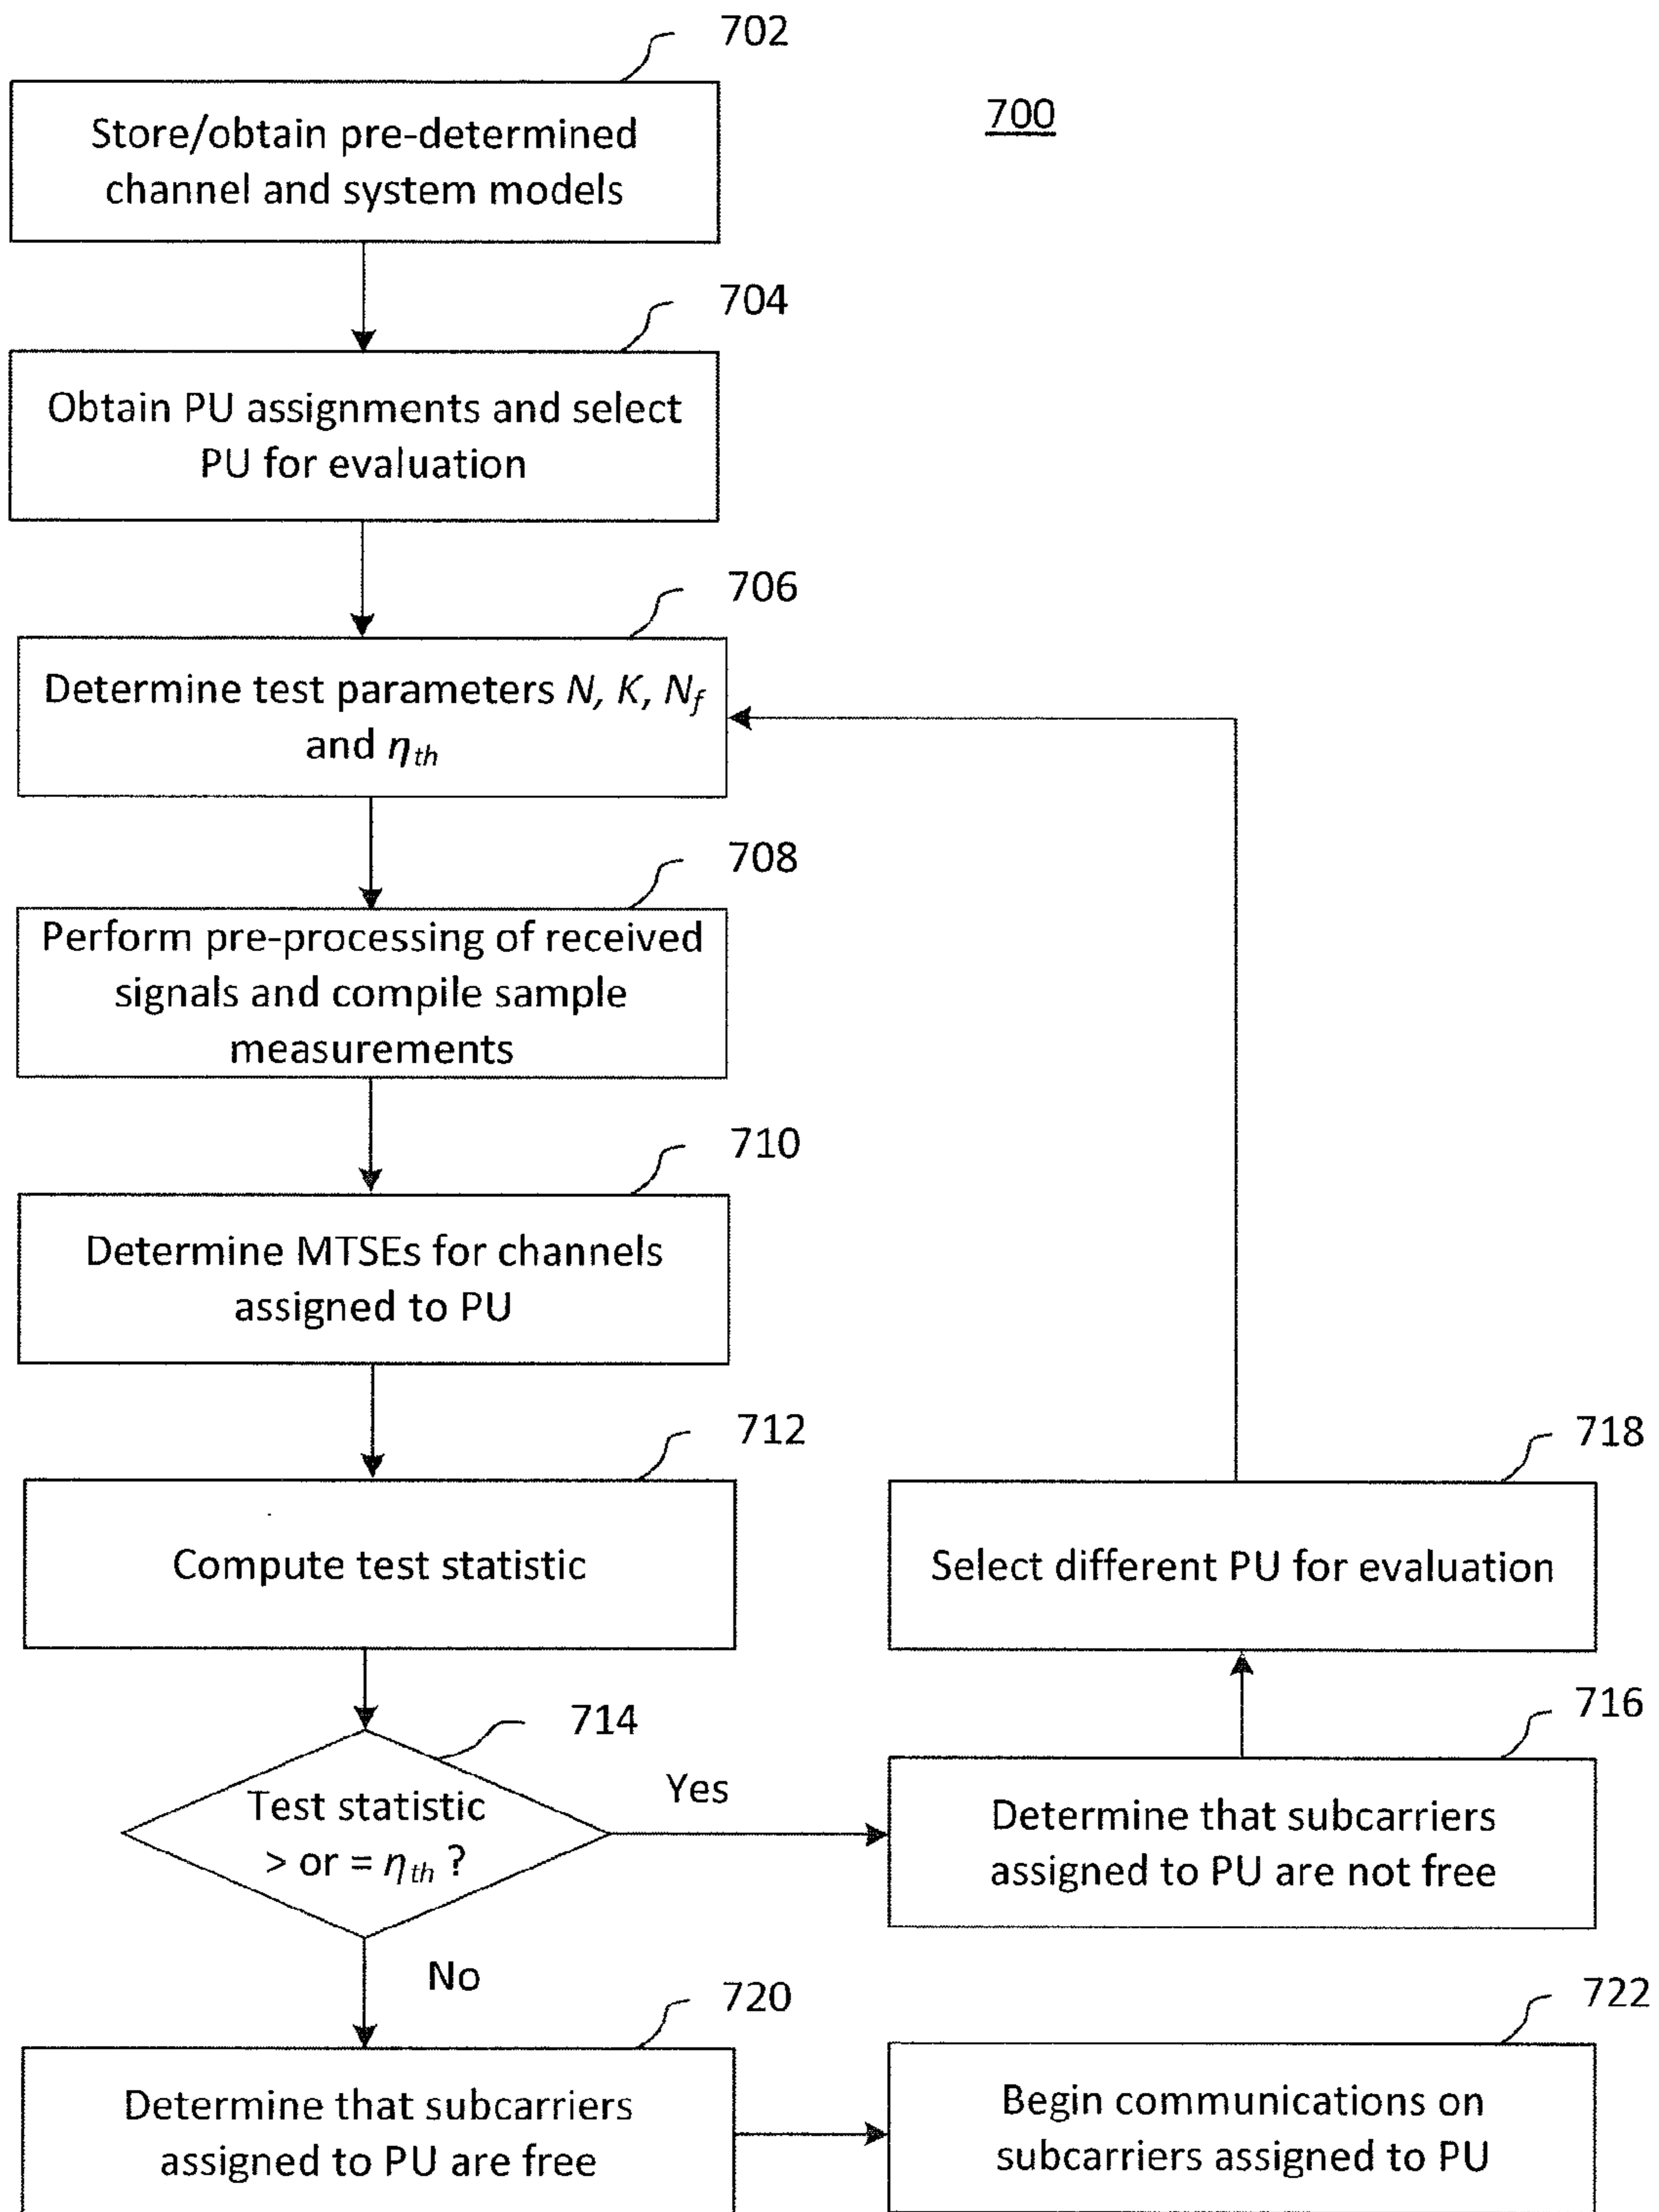 702
700
Store/obtain pre-determined
channel and system models
704
Obtain PU assignments and select
PU for evaluation
706
Determine test parameters N, K, Nf
and ηth
708
Perform pre-processing of received
signals and compile sample
measurements
710
Determine MTSEs for channels
assigned to PU
712
Compute test statistic
718
Select different PU for evaluation
714
Test statistic
> or = ηth ?
Yes
716
Determine that subcarriers
assigned to PU are not free
No
720
Determine that subcarriers
assigned to PU are free
722
Begin communications on
subcarriers assigned to PU